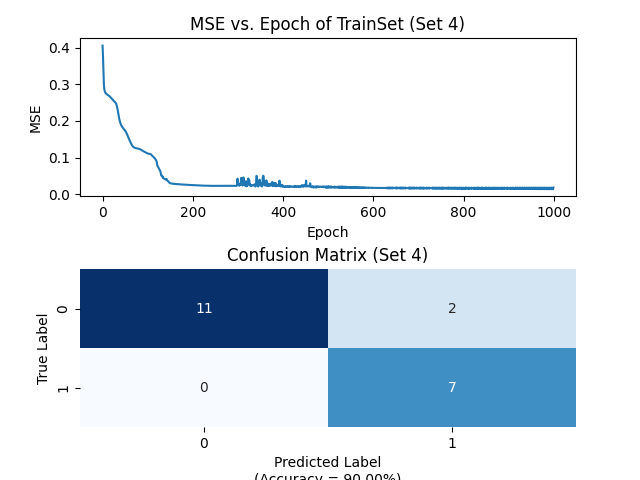 MSE vs. Epoch of TrainSet (Set 4)
0.4
0.3
0.2
0.1
0.0
MSE
0 200 400 600 800 1000
Epoch
Confusion Matrix (Set 4)
True Label
0
11 2
1
0 7
0 1
Predicted Label
(Accuracy = 90.00%)